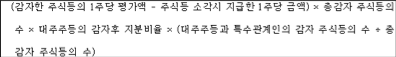 (감자한 주식등의 1주당 평가액 - 주식등 소각시 지급한 1주당 금액) × 총감자 주식등의
수 × 대주주등의 감자후 지분비율 × (대주주등과 특수관계인의 감자 주식등의 수 ÷ 총
감자 주식등의 수)